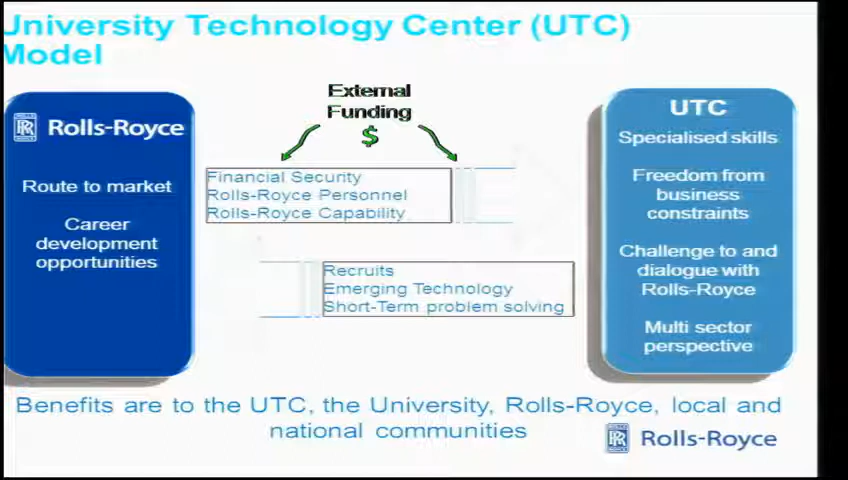 University Technology Center (UTC)
Model
External
Funding
$
RR Rolls-Royce
Route to market
Career
development
opportunities
Financial Security
Rolls-Royce Personnel
Rolls-Royce Capability
Recruits
Emerging Technology
Short-Term problem solving
UTC
Specialised skills
Freedom from
business
constraints
Challenge to and
dialogue with
Rolls-Royce
Multi sector
perspective
Benefits are to the UTC, the University, Rolls-Royce, local and
national communities
RR Rolls-Royce